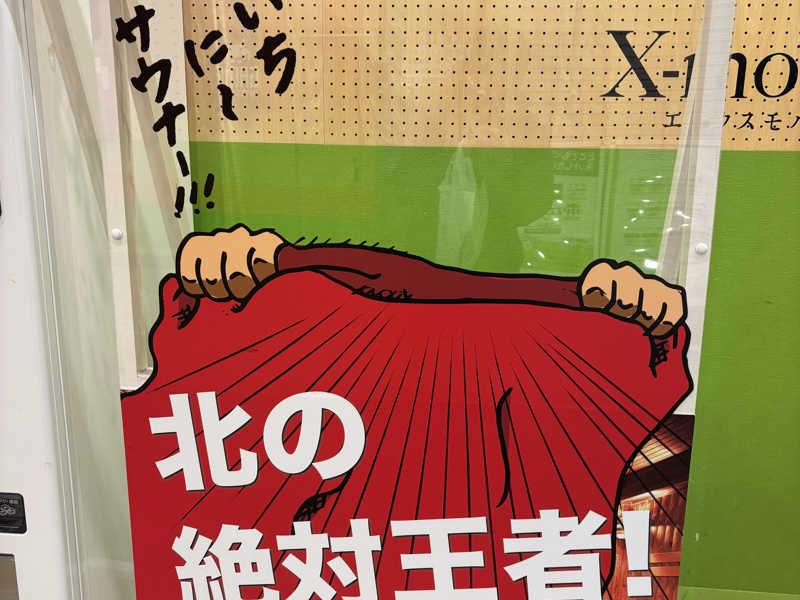 いち
にー
サウナー!!!
X-mo
エックスモバ
北の
絶対王者!